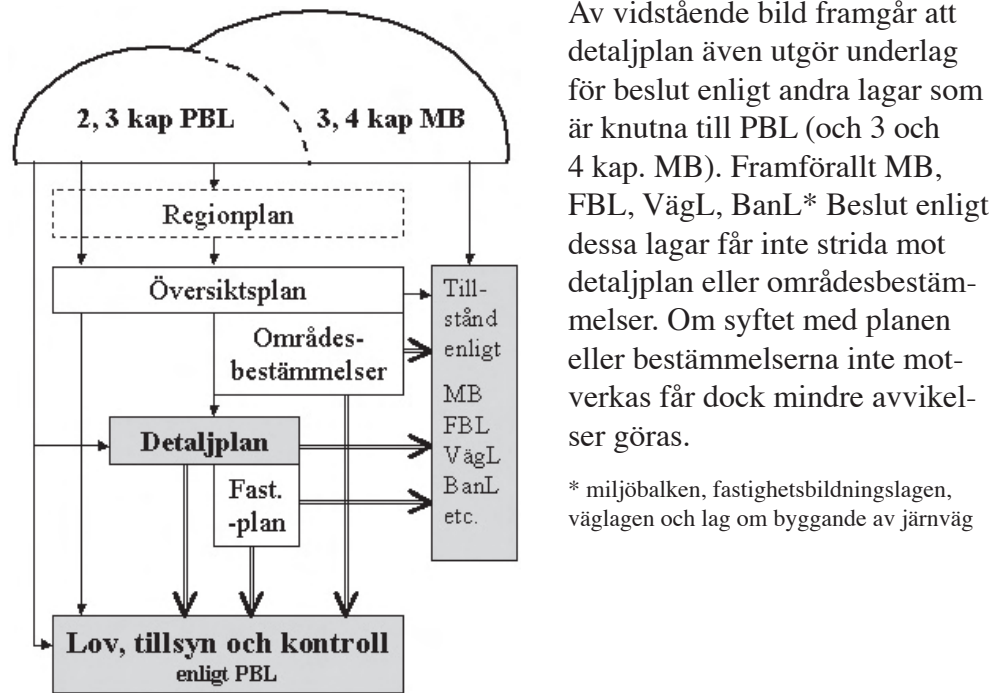 2, 3 kap PBL
3, 4 kap MB
Regionplan
Översiktsplan
Områdes-
bestämmelser
Detaljplan
Fast.
-plan
Till-
stånd
enligt
MB
FBL
VägL
BanL
etc.
Lov, tillsyn och kontroll
enligt PBL
Av vidstående bild framgår att
detaljplan även utgör underlag
för beslut enligt andra lagar som
är knutna till PBL (och 3 och
4 kap. MB). Framförallt MB,
FBL, VägL, BanL* Beslut enligt
dessa lagar får inte strida mot
detaljplan eller områdesbestäm-
melser. Om syftet med planen
eller bestämmelserna inte mot-
verkas får dock mindre avvikel-
ser göras.
* miljöbalken, fastighetsbildningslagen,
väglagen och lag om byggande av järnväg